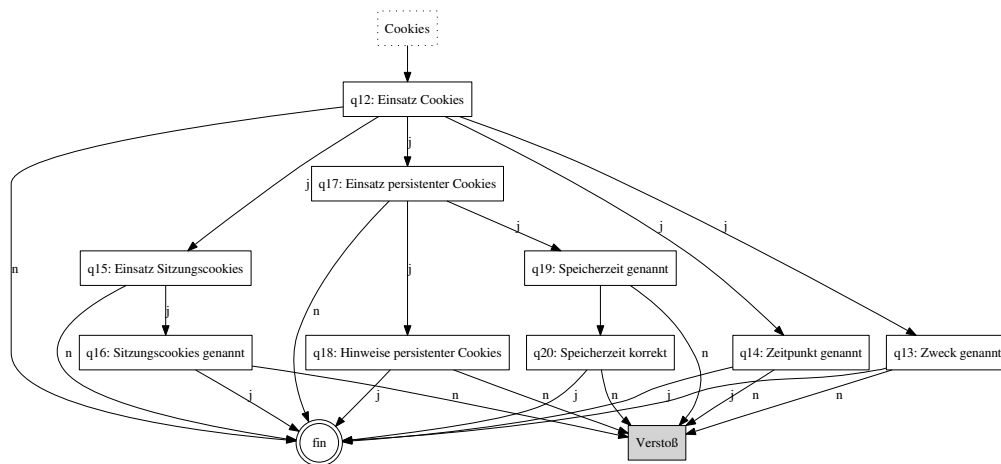 Cookies
q12: Einsatz Cookies
j
q17: Einsatz persistenter Cookies
j
j
j
j
n
q15: Einsatz Sitzungscookies
q19: Speicherzeit genannt
j
n
j
q16: Sitzungscookies genannt
q18: Hinweise persistenter Cookies
q20: Speicherzeit korrekt
q14: Zeitpunkt genannt
q13: Zweck genannt
n
n
j
n
j
n
j
n
j
n
j
n
fin
Verstoß